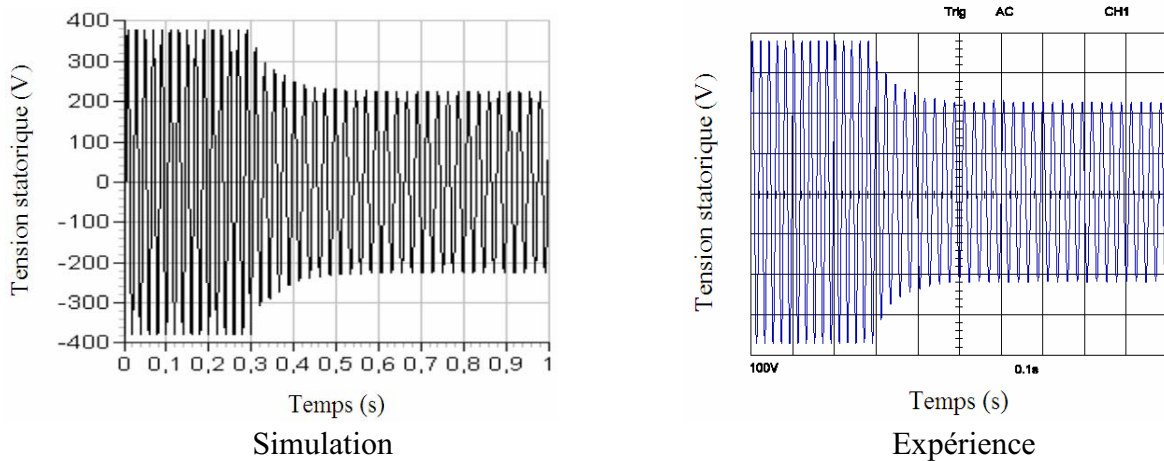 Tension statorique (V)
400
300
200
100
0
-100
-200
-300
-400
0 0,1 0,2 0,3 0,4 0,5 0,6 0,7 0,8 0,9 1
Temps (s)
Simulation
Trig AC CH1
Tension statorique (V)
100V 0.1s
Temps (s)
Expérience